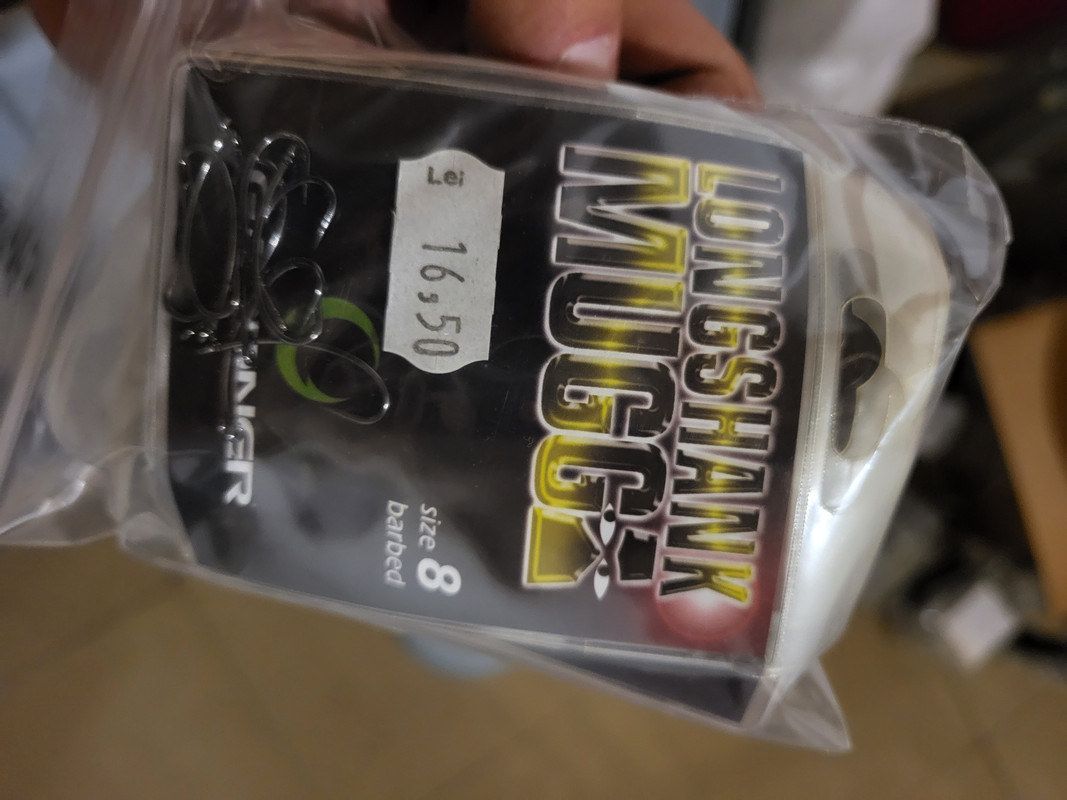 LONGSHANK
MUGGA
Lei
16,50
size 8
barbed